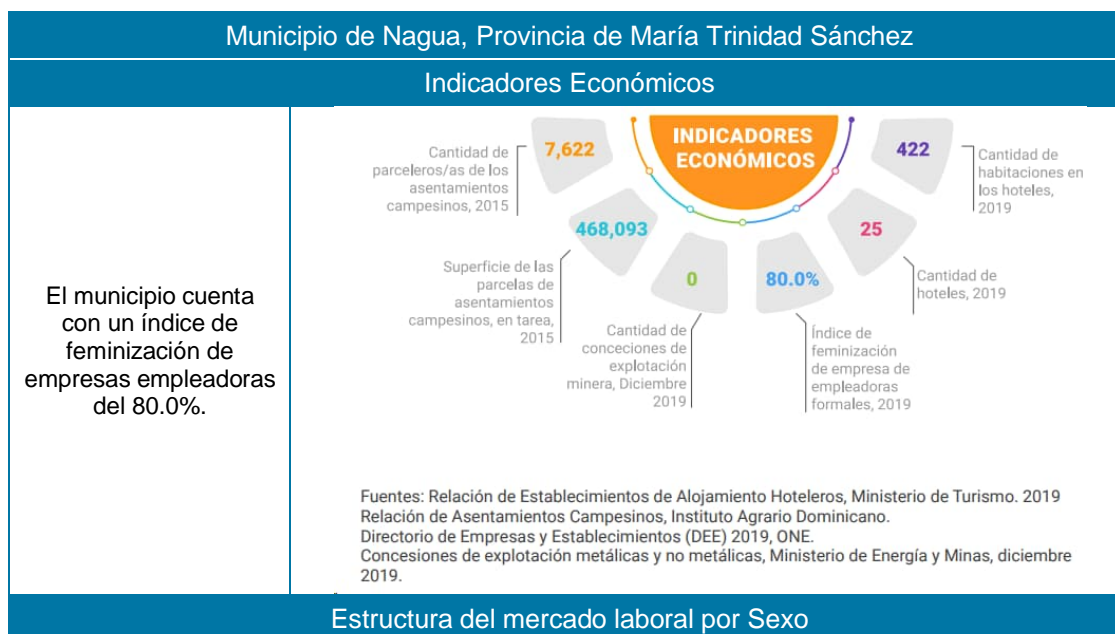 Municipio de Nagua, Provincia de María Trinidad Sánchez
Indicadores Económicos
El municipio cuenta
con un índice de
feminización de
empresas empleadoras
del 80.0%.
INDICADORES
ECONÓMICOS
7,622
Cantidad de
parceleros/as de los
asentamientos
campesinos, 2015
468,093
Superficie de las
parcelas de
asentamientos
campesinos, en tarea,
2015
0
Cantidad de
conceciones de
explotación
minera, Diciembre
2019
80.0%
Índice de
feminización
de empresa de
empleadoras
formales, 2019
25
Cantidad de
hoteles, 2019
422
Cantidad de
habitaciones en
los hoteles,
2019
Fuentes: Relación de Establecimientos de Alojamiento Hoteleros, Ministerio de Turismo. 2019
Relación de Asentamientos Campesinos, Instituto Agrario Dominicano.
Directorio de Empresas y Establecimientos (DEE) 2019, ONE.
Concesiones de explotación metálicas y no metálicas, Ministerio de Energía y Minas, diciembre
2019.
Estructura del mercado laboral por Sexo